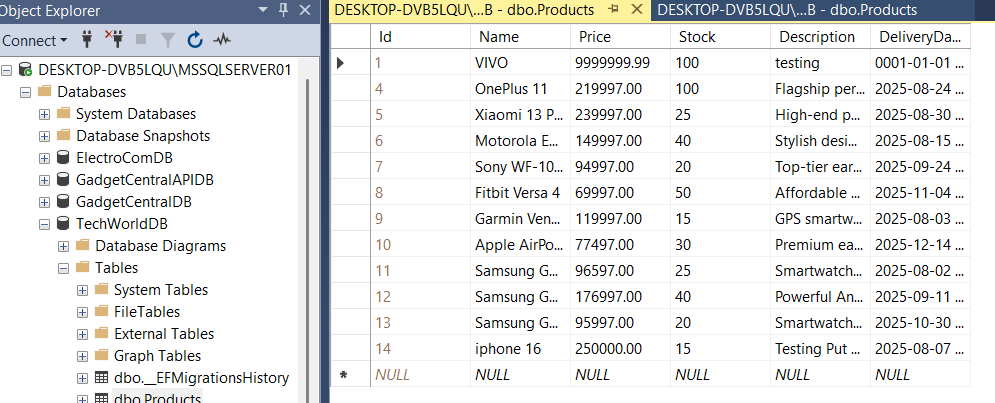 Object Explorer
Connect
DESKTOP-DVB5LQU\MSSQLSERVER01
Databases
System Databases
Database Snapshots
ElectroComDB
GadgetCentralAPIDB
GadgetCentralDB
TechWorldDB
Database Diagrams
Tables
System Tables
FileTables
External Tables
Graph Tables
dbo.__EFMigrationsHistory
dbo.Products
DESKTOP-DVB5LQU\...B - dbo.Products DESKTOP-DVB5LQU\...B - dbo.Products
Id Name Price Stock Description DeliveryDa...
1 VIVO 9999999.99 100 testing 0001-01-01 ...
4 OnePlus 11 219997.00 100 Flagship per... 2025-08-24 ...
5 Xiaomi 13 P... 239997.00 25 High-end p... 2025-08-30 ...
6 Motorola E... 149997.00 40 Stylish desi... 2025-08-15 ...
7 Sony WF-10... 94997.00 20 Top-tier ear... 2025-09-24 ...
8 Fitbit Versa 4 69997.00 50 Affordable ... 2025-11-04 ...
9 Garmin Ven... 119997.00 15 GPS smartw... 2025-08-03 ...
10 Apple AirPo... 77497.00 30 Premium ea... 2025-12-14 ...
11 Samsung G... 96597.00 25 Smartwatch... 2025-08-02 ...
12 Samsung G... 176997.00 40 Powerful An... 2025-09-11 ...
13 Samsung G... 95997.00 20 Smartwatch... 2025-10-30 ...
14 iphone 16 250000.00 15 Testing Put ... 2025-08-07 ...
NULL NULL NULL NULL NULL NULL